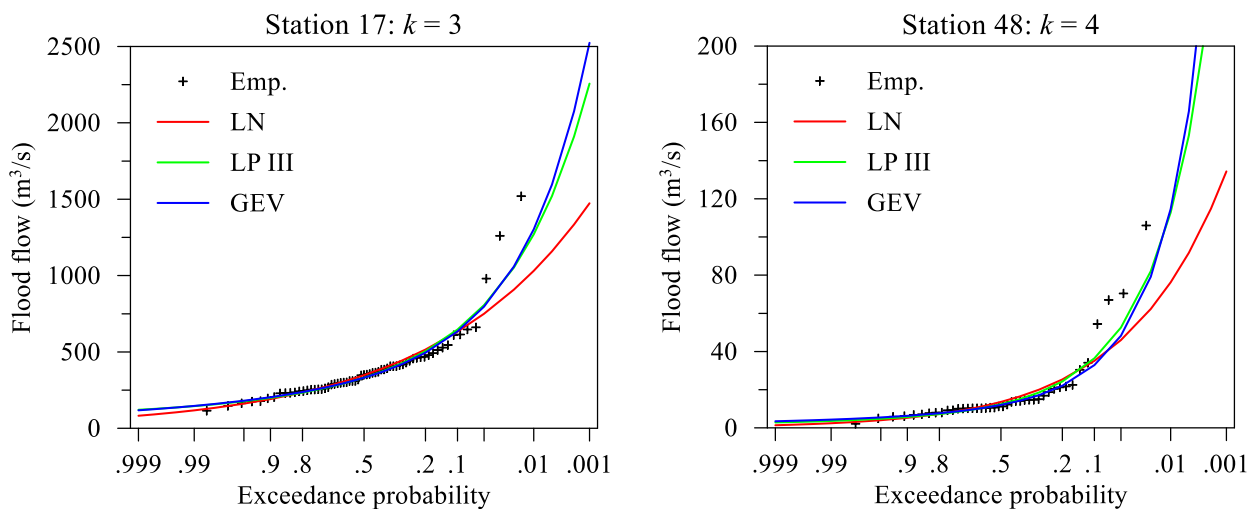 Station 17: k = 3
2500
2000
1500
1000
500
0
Flood flow (m³/s)
Emp.
LN
LP III
GEV
.999 .99 .9 .8 .5 .2 .1 .01 .001
Exceedance probability
Station 48: k = 4
200
160
120
80
40
0
Flood flow (m³/s)
Emp.
LN
LP III
GEV
.999 .99 .9 .8 .5 .2 .1 .01 .001
Exceedance probability